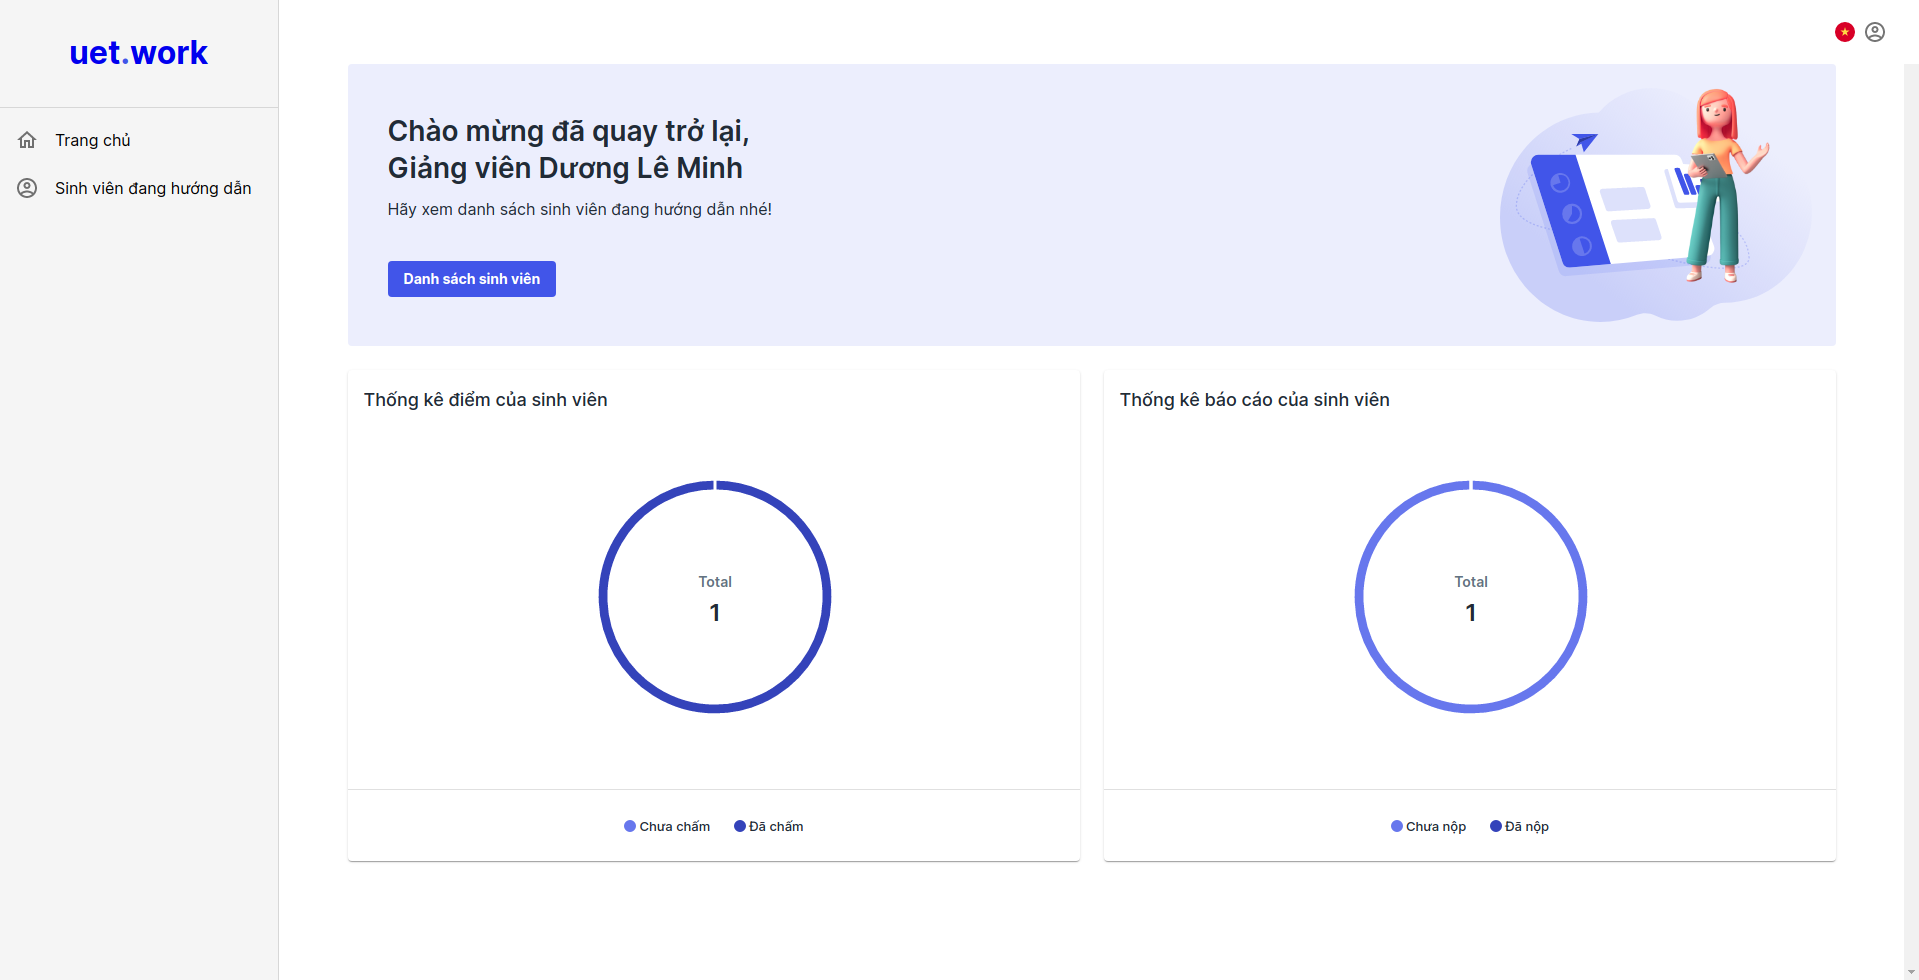 uet.work
Trang chủ
Sinh viên đang hướng dẫn
Chào mừng đã quay trở lại,
Giảng viên Dương Lê Minh
Hãy xem danh sách sinh viên đang hướng dẫn nhé!
Danh sách sinh viên
Thống kê điểm của sinh viên
Total
1
Chưa chấm
Đã chấm
Thống kê báo cáo của sinh viên
Total
1
Chưa nộp
Đã nộp